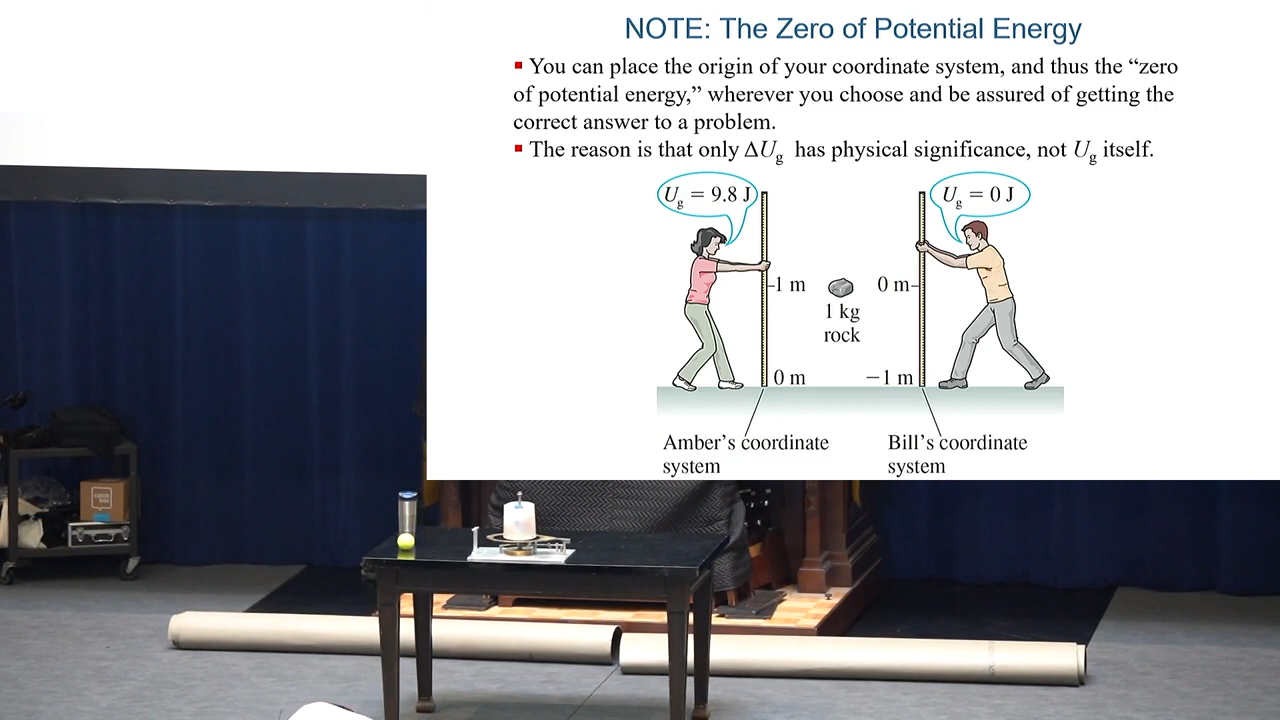 NOTE: The Zero of Potential Energy
▪ You can place the origin of your coordinate system, and thus the “zero
of potential energy,” wherever you choose and be assured of getting the
correct answer to a problem.
▪ The reason is that only ΔUg has physical significance, not Ug itself.
Ug = 9.8 J
Ug = 0 J
1 m
0 m
1 kg
rock
0 m
−1 m
Amber’s coordinate
system
Bill’s coordinate
system